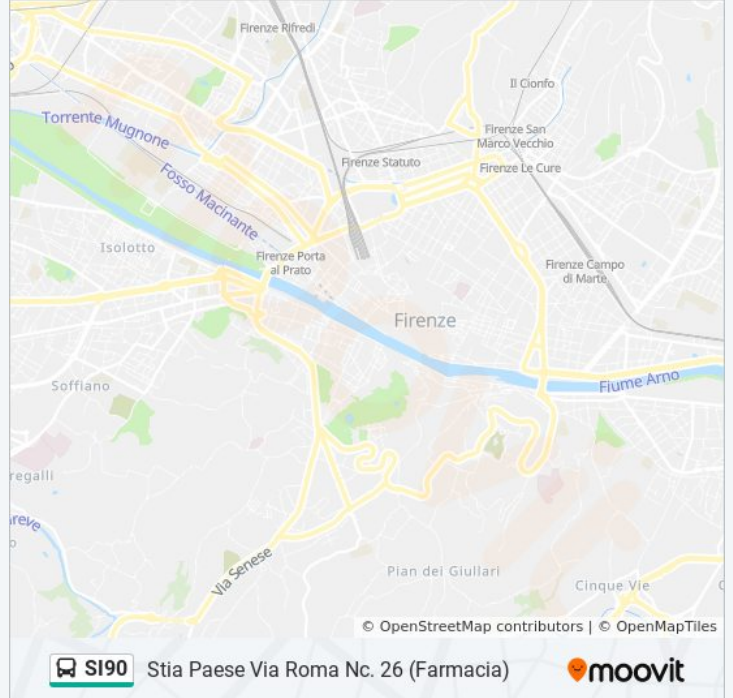 Firenze Rifredi
Il Cionfo
Torrente Mugnone
Firenze San
Marco Vecchio
Firenze Statuto
Firenze Le Cure
Fosso Macinante
Isolotto
Firenze Porta
al Prato
Firenze Campo
di Marte
Firenze
Soffiano
Fiume Arno
regalli
reve
Via Senese
Pian dei Giullari
Cinque Vie
© OpenStreetMap contributors | © OpenMapTiles
SI90 Stia Paese Via Roma Nc. 26 (Farmacia)
moovit